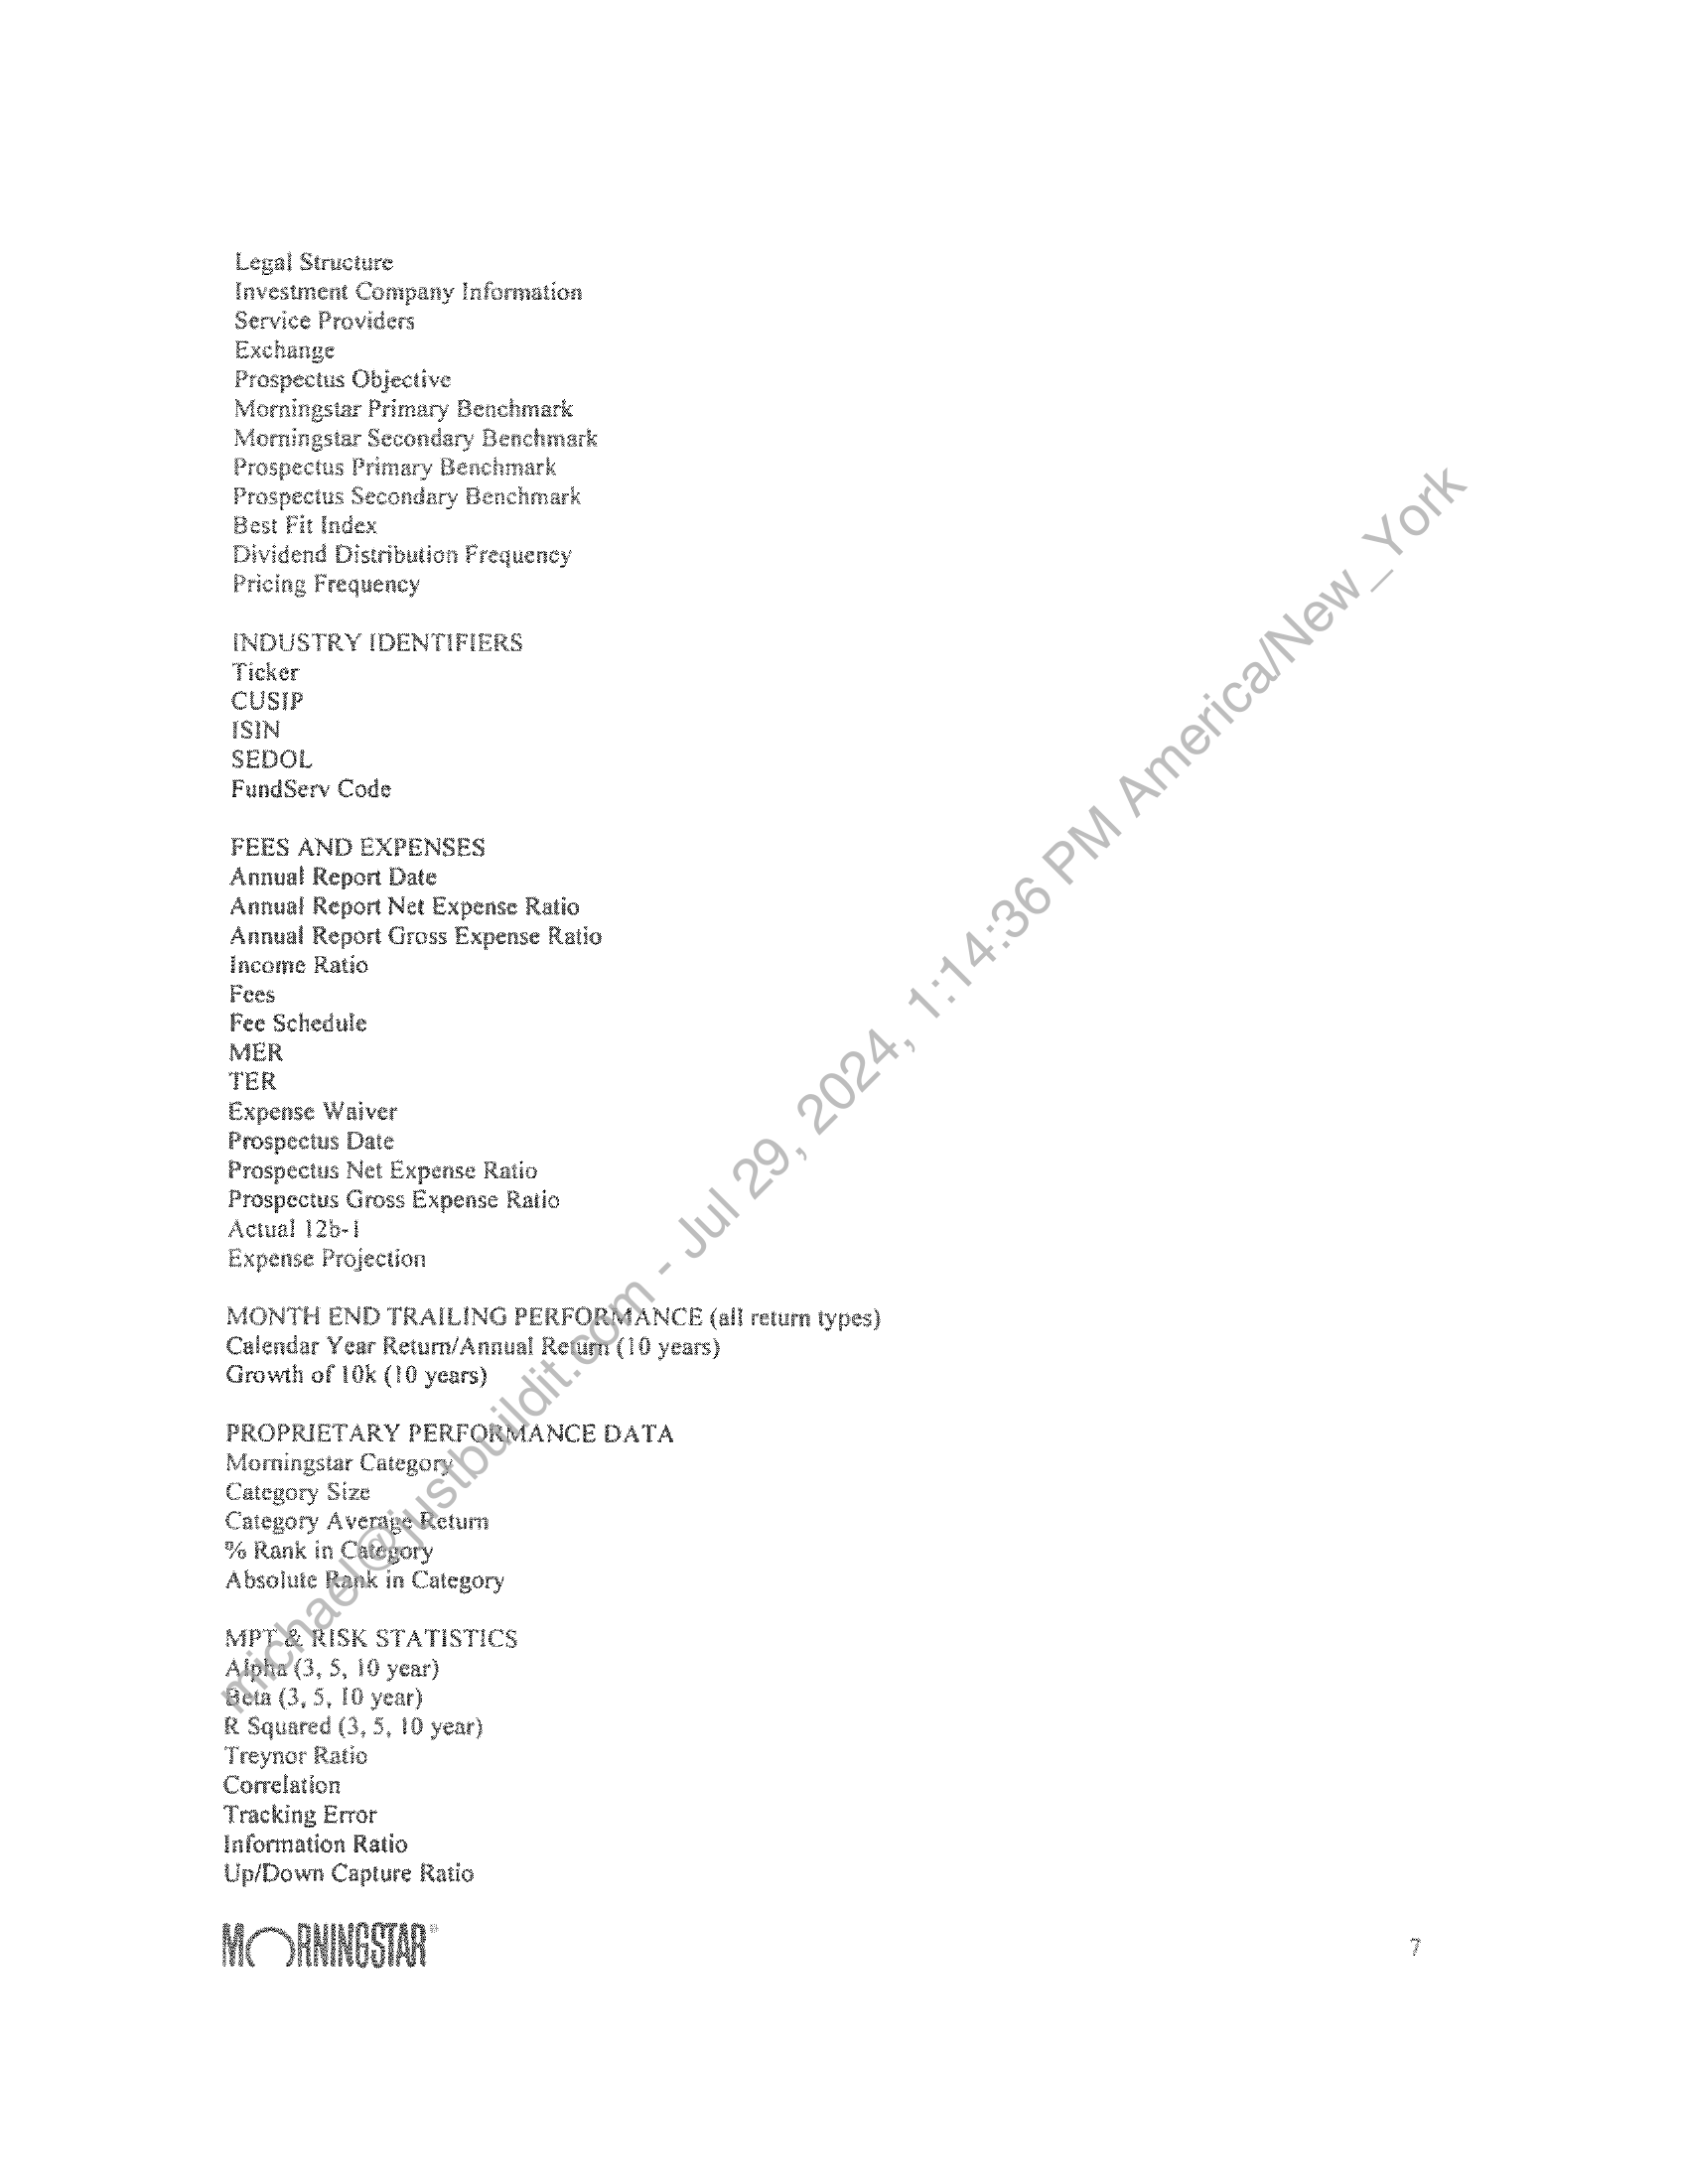 Legal Structure
Investment Company Information
Service Providers
Exchange
Prospectus Objective
Morningstar Primary Benchmark
Morningstar Secondary Benchmark
Prospectus Primary Benchmark
Prospectus Secondary Benchmark
Best Fit Index
Dividend Distribution Frequency
Pricing Frequency
INDUSTRY IDENTIFIERS
Ticker
CUSIP
ISIN
SEDOL
FundServ Code
FEES AND EXPENSES
Annual Report Date
Annual Report Net Expense Ratio
Annual Report Gross Expense Ratio
Income Ratio
Fees
Fee Schedule
MER
TER
Expense Waiver
Prospectus Date
Prospectus Net Expense Ratio
Prospectus Gross Expense Ratio
Actual 12b-1
Expense Projection
MONTH END TRAILING PERFORMANCE (all return types)
Calendar Year Return/Annual Return (10 years)
Growth of 10k (10 years)
PROPRIETARY PERFORMANCE DATA
Morningstar Category
Category Size
Category Average Return
% Rank in Category
Absolute Rank in Category
MPT & RISK STATISTICS
Alpha (3, 5, 10 year)
Beta (3, 5, 10 year)
R Squared (3, 5, 10 year)
Treynor Ratio
Correlation
Tracking Error
Information Ratio
Up/Down Capture Ratio
MORNINGSTAR®
7
michael@justbuildit.com - Jul 29, 2024, 1:14:36 PM America/New_York